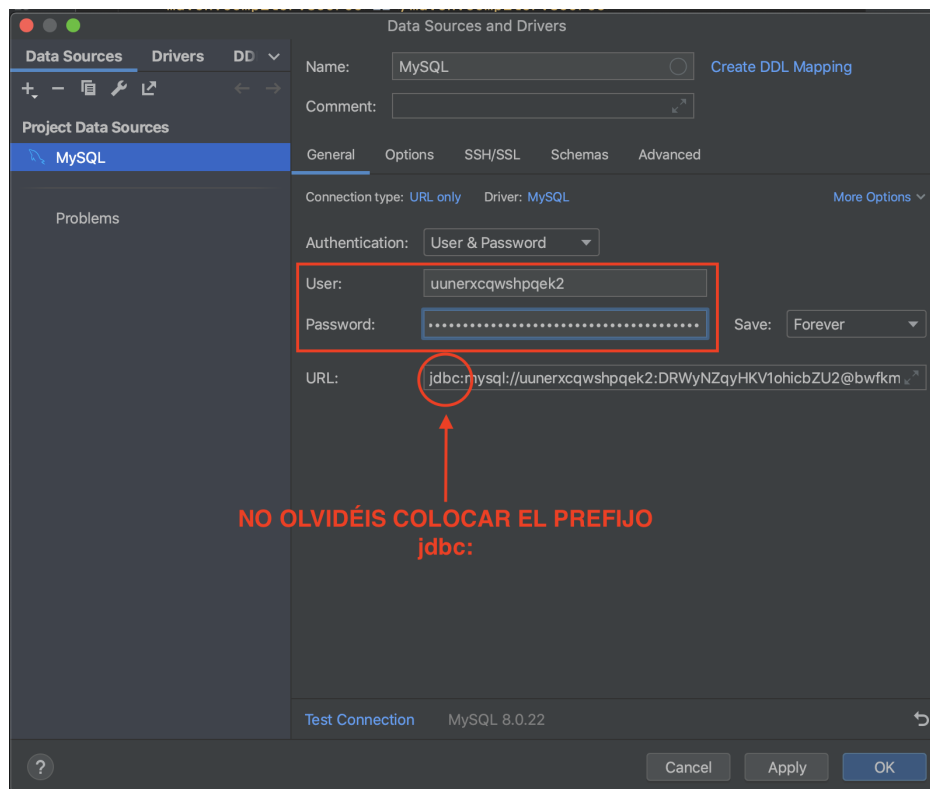 Data Sources and Drivers
Data Sources Drivers DD
Project Data Sources
MySQL
Problems
Name: MySQL Create DDL Mapping
Comment:
General Options SSH/SSL Schemas Advanced
Connection type: URL only Driver: MySQL More Options
Authentication: User & Password
User: uunerxcqwshpqek2
Password: Save: Forever
URL: jdbc:mysql://uunerxcqwshpqek2:DRWyNZqyHKV1ohicbZU2@bwfkm
NO OLVIDÉIS COLOCAR EL PREFIJO
jdbc:
Test Connection MySQL 8.0.22
? Cancel Apply OK